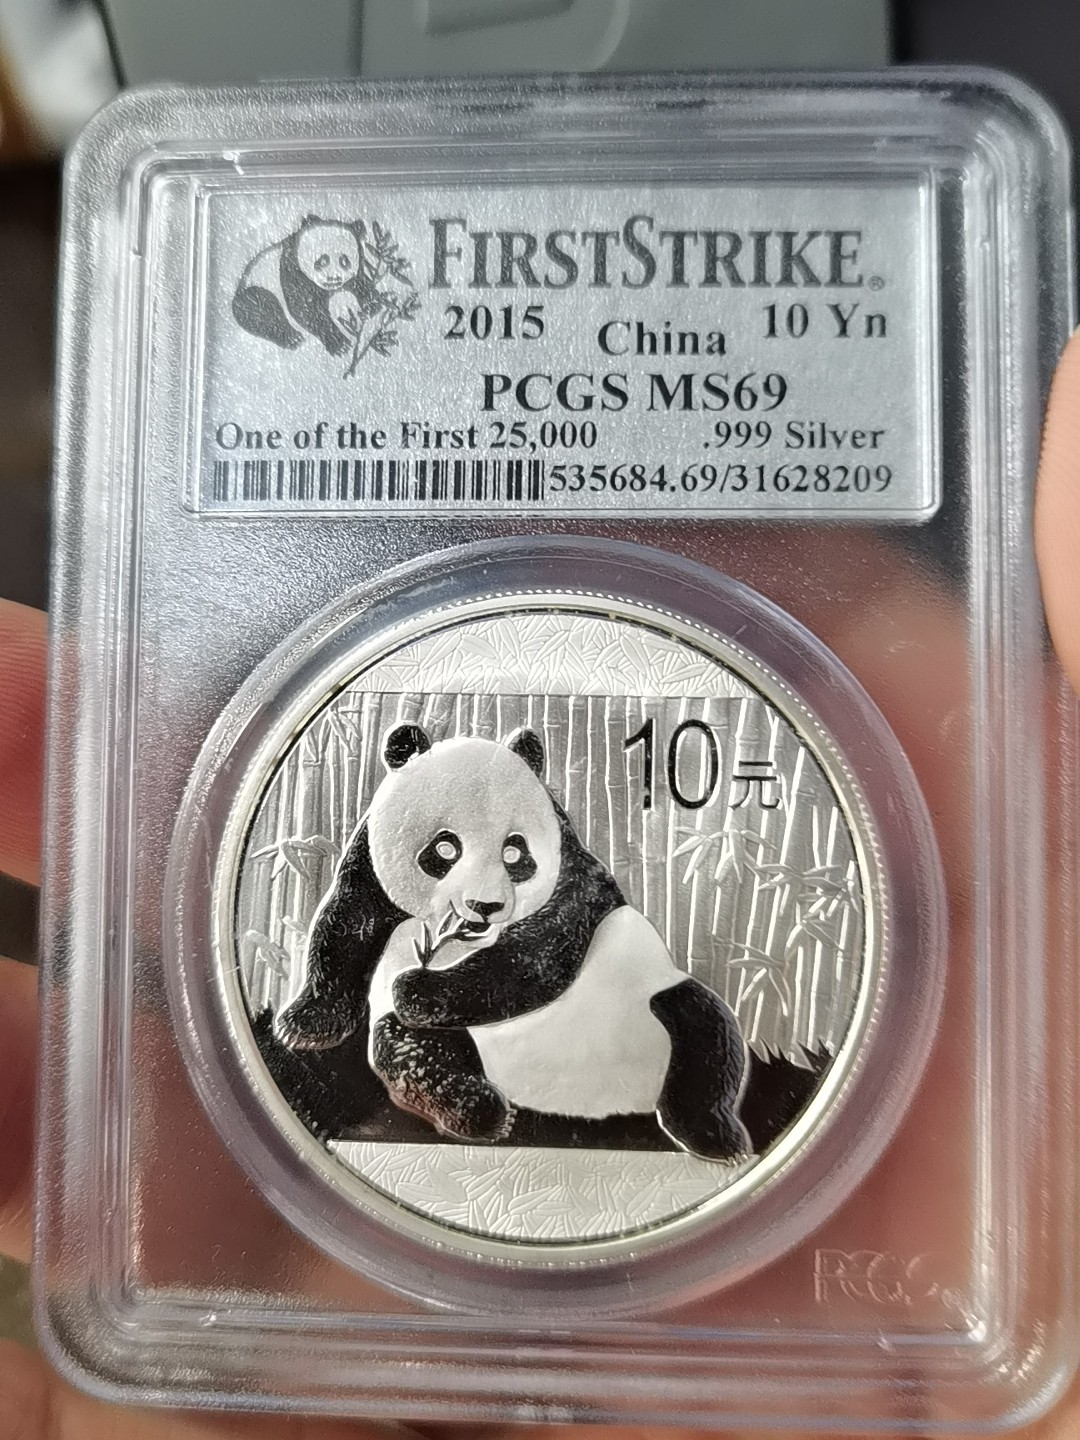 FIRSTSTRIKE®
2015 China 10 Yn
PCGS MS69
One of the First 25,000 .999 Silver
535684.69/31628209
10元
PCGS